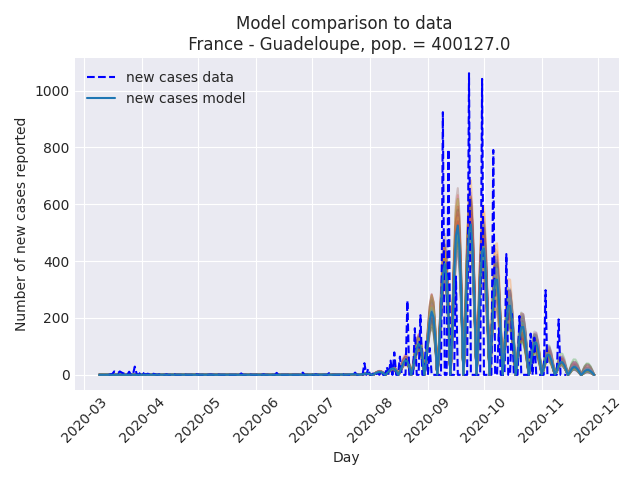 Model comparison to data
France - Guadeloupe, pop. = 400127.0
new cases data
new cases model
Number of new cases reported
1000
800
600
400
200
0
2020-03
2020-04
2020-05
2020-06
2020-07
2020-08
2020-09
2020-10
2020-11
2020-12
Day